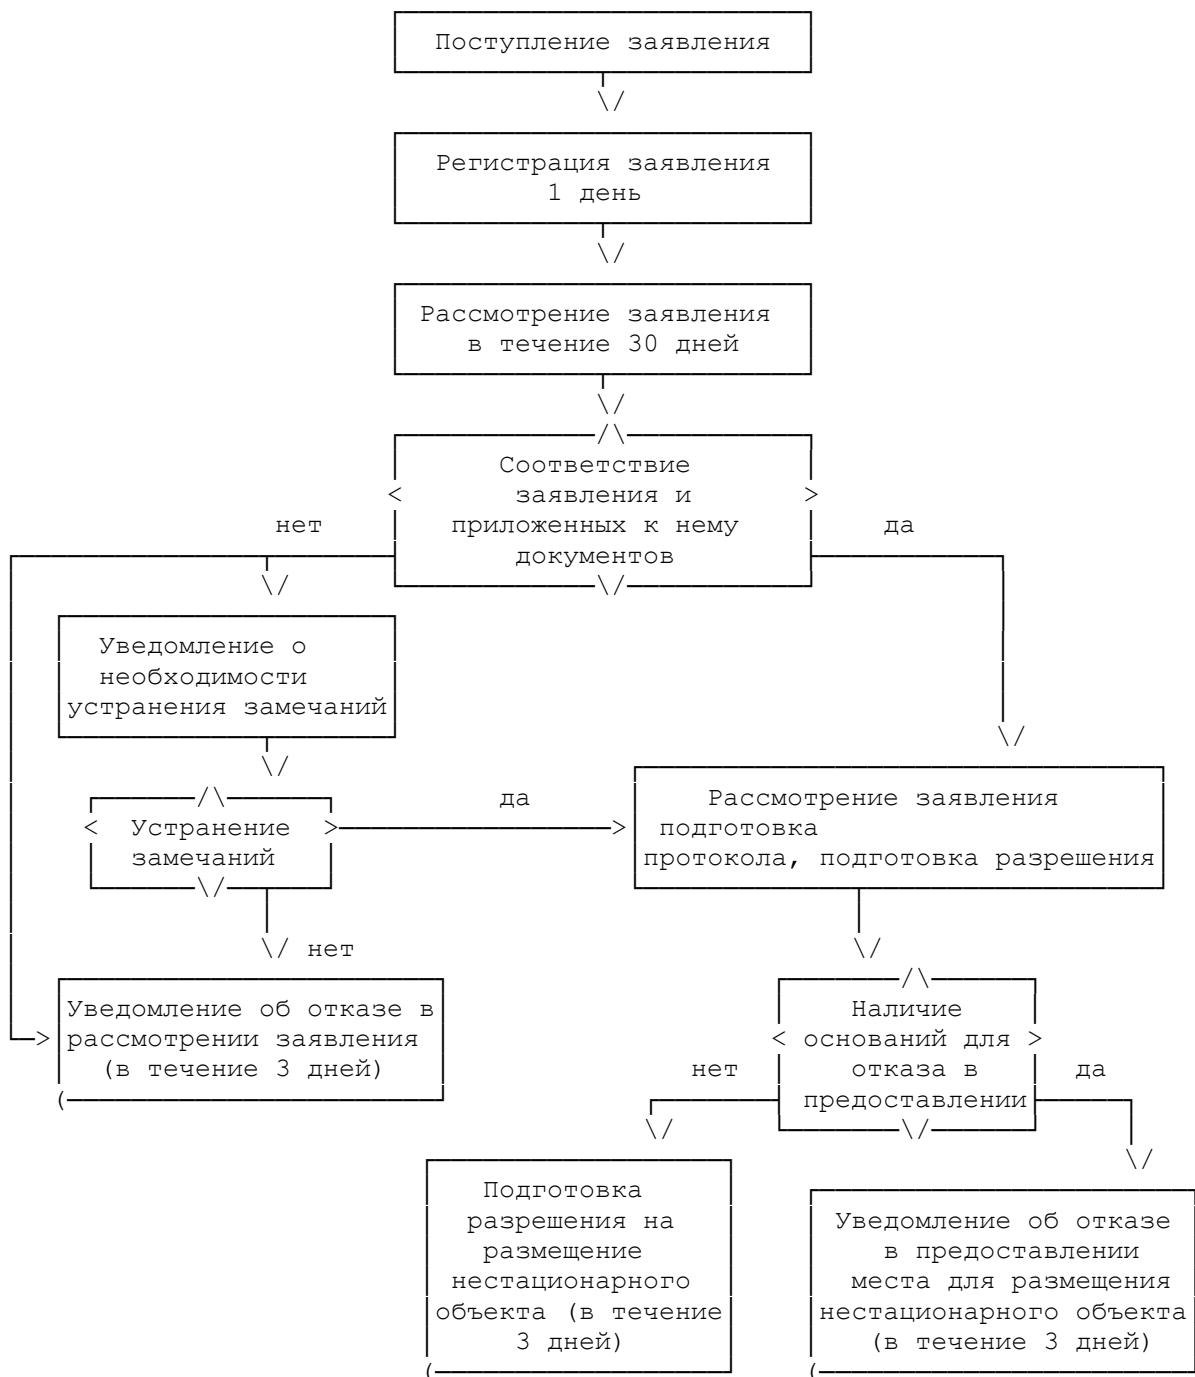 Поступление заявления
Регистрация заявления
1 день
Рассмотрение заявления
в течение 30 дней
Соответствие
заявления и
приложенных к нему
документов
нет
да
Уведомление о
необходимости
устранения замечаний
Устранение
замечаний
да
Рассмотрение заявления
подготовка
протокола, подготовка разрешения
нет
Уведомление об отказе в
рассмотрении заявления
(в течение 3 дней)
Наличие
оснований для
отказа в
предоставлении
нет
да
Подготовка
разрешения на
размещение
нестационарного
объекта (в течение
3 дней)
Уведомление об отказе
в предоставлении
места для размещения
нестационарного объекта
(в течение 3 дней)